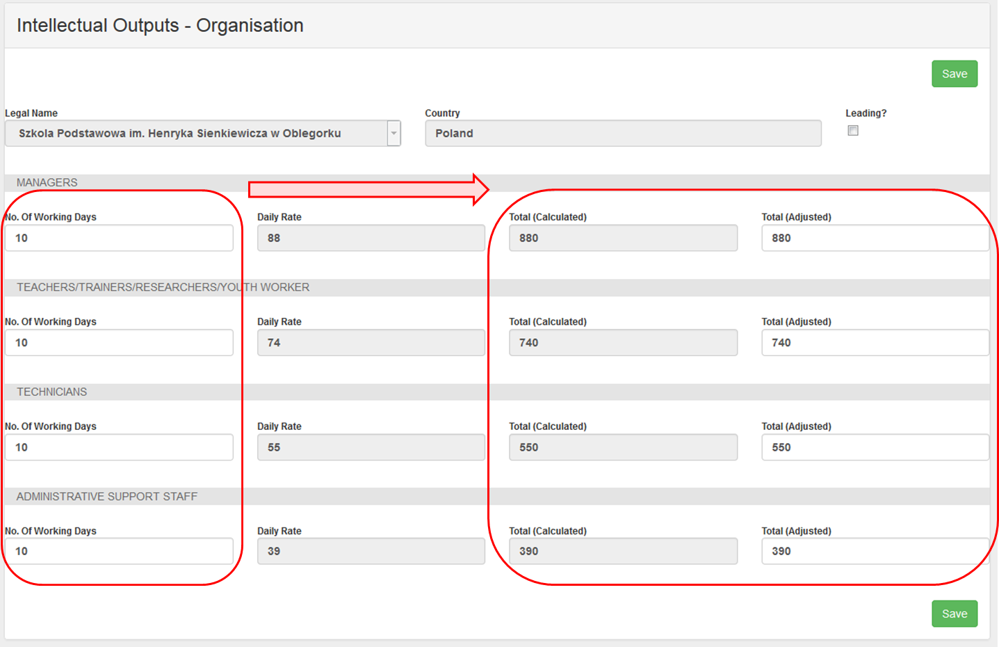 Intellectual Outputs - Organisation
Save
Legal Name Country Leading?
Szkola Podstawowa im. Henryka Sienkiewicza w Oblegorku Poland
MANAGERS
No. Of Working Days Daily Rate Total (Calculated) Total (Adjusted)
10 88 880 880
TEACHERS/TRAINERS/RESEARCHERS/YOUTH WORKER
No. Of Working Days Daily Rate Total (Calculated) Total (Adjusted)
10 74 740 740
TECHNICIANS
No. Of Working Days Daily Rate Total (Calculated) Total (Adjusted)
10 55 550 550
ADMINISTRATIVE SUPPORT STAFF
No. Of Working Days Daily Rate Total (Calculated) Total (Adjusted)
10 39 390 390
Save